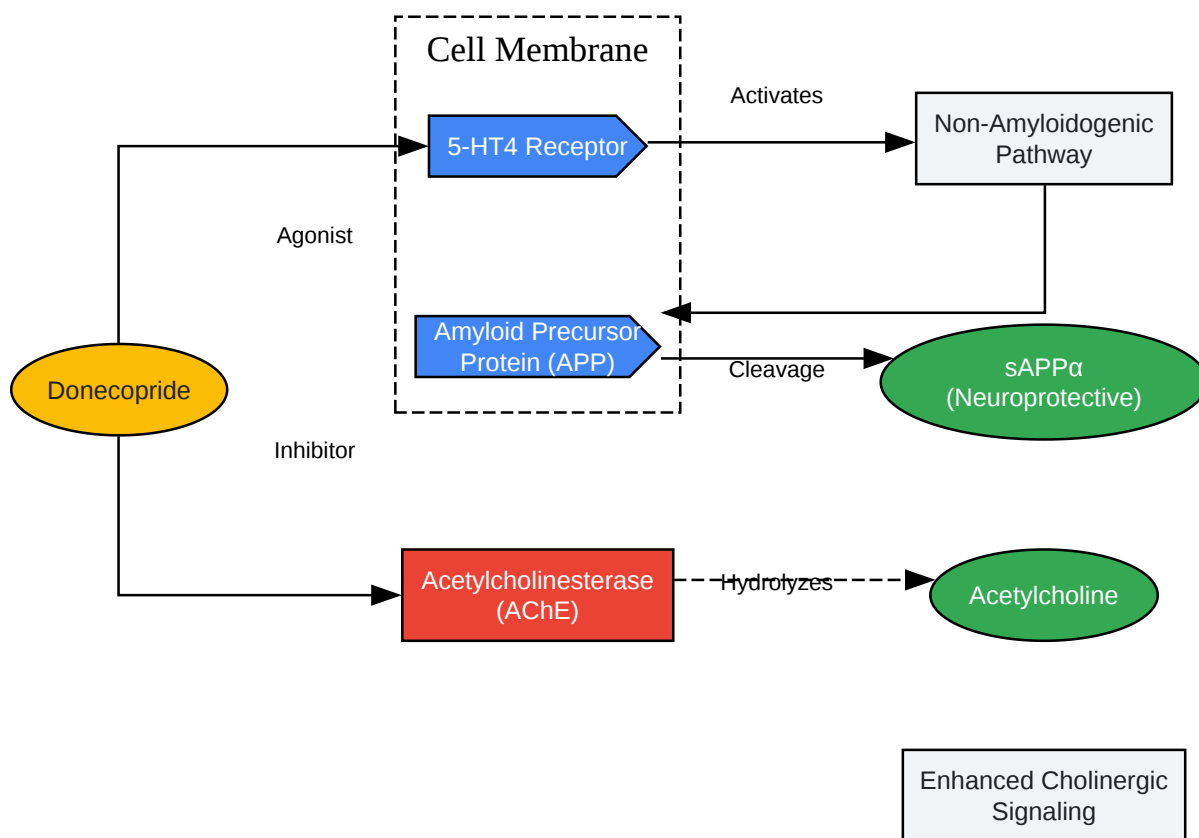 Cell Membrane
Activates
5-HT4 Receptor
Non-Amyloidogenic
Pathway
Agonist
Amyloid Precursor
Protein (APP)
Cleavage
sAPPα
(Neuroprotective)
Donecopride
Inhibitor
Acetylcholinesterase
(AChE)
Hydrolyzes
Acetylcholine
Enhanced Cholinergic
Signaling